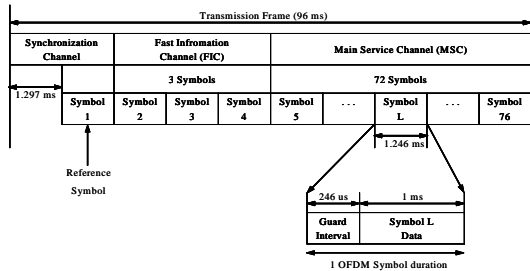 Transmission Frame (96 ms)
Synchronization
Channel
Fast Infromation
Channel (FIC)
Main Service Channel (MSC)
3 Symbols
72 Symbols
1.297 ms
Symbol
1
Symbol
2
Symbol
3
Symbol
4
Symbol
5
. . .
Symbol
L
. . .
Symbol
76
1.246 ms
Reference
Symbol
246 us
1 ms
Guard
Interval
Symbol L
Data
1 OFDM Symbol duration